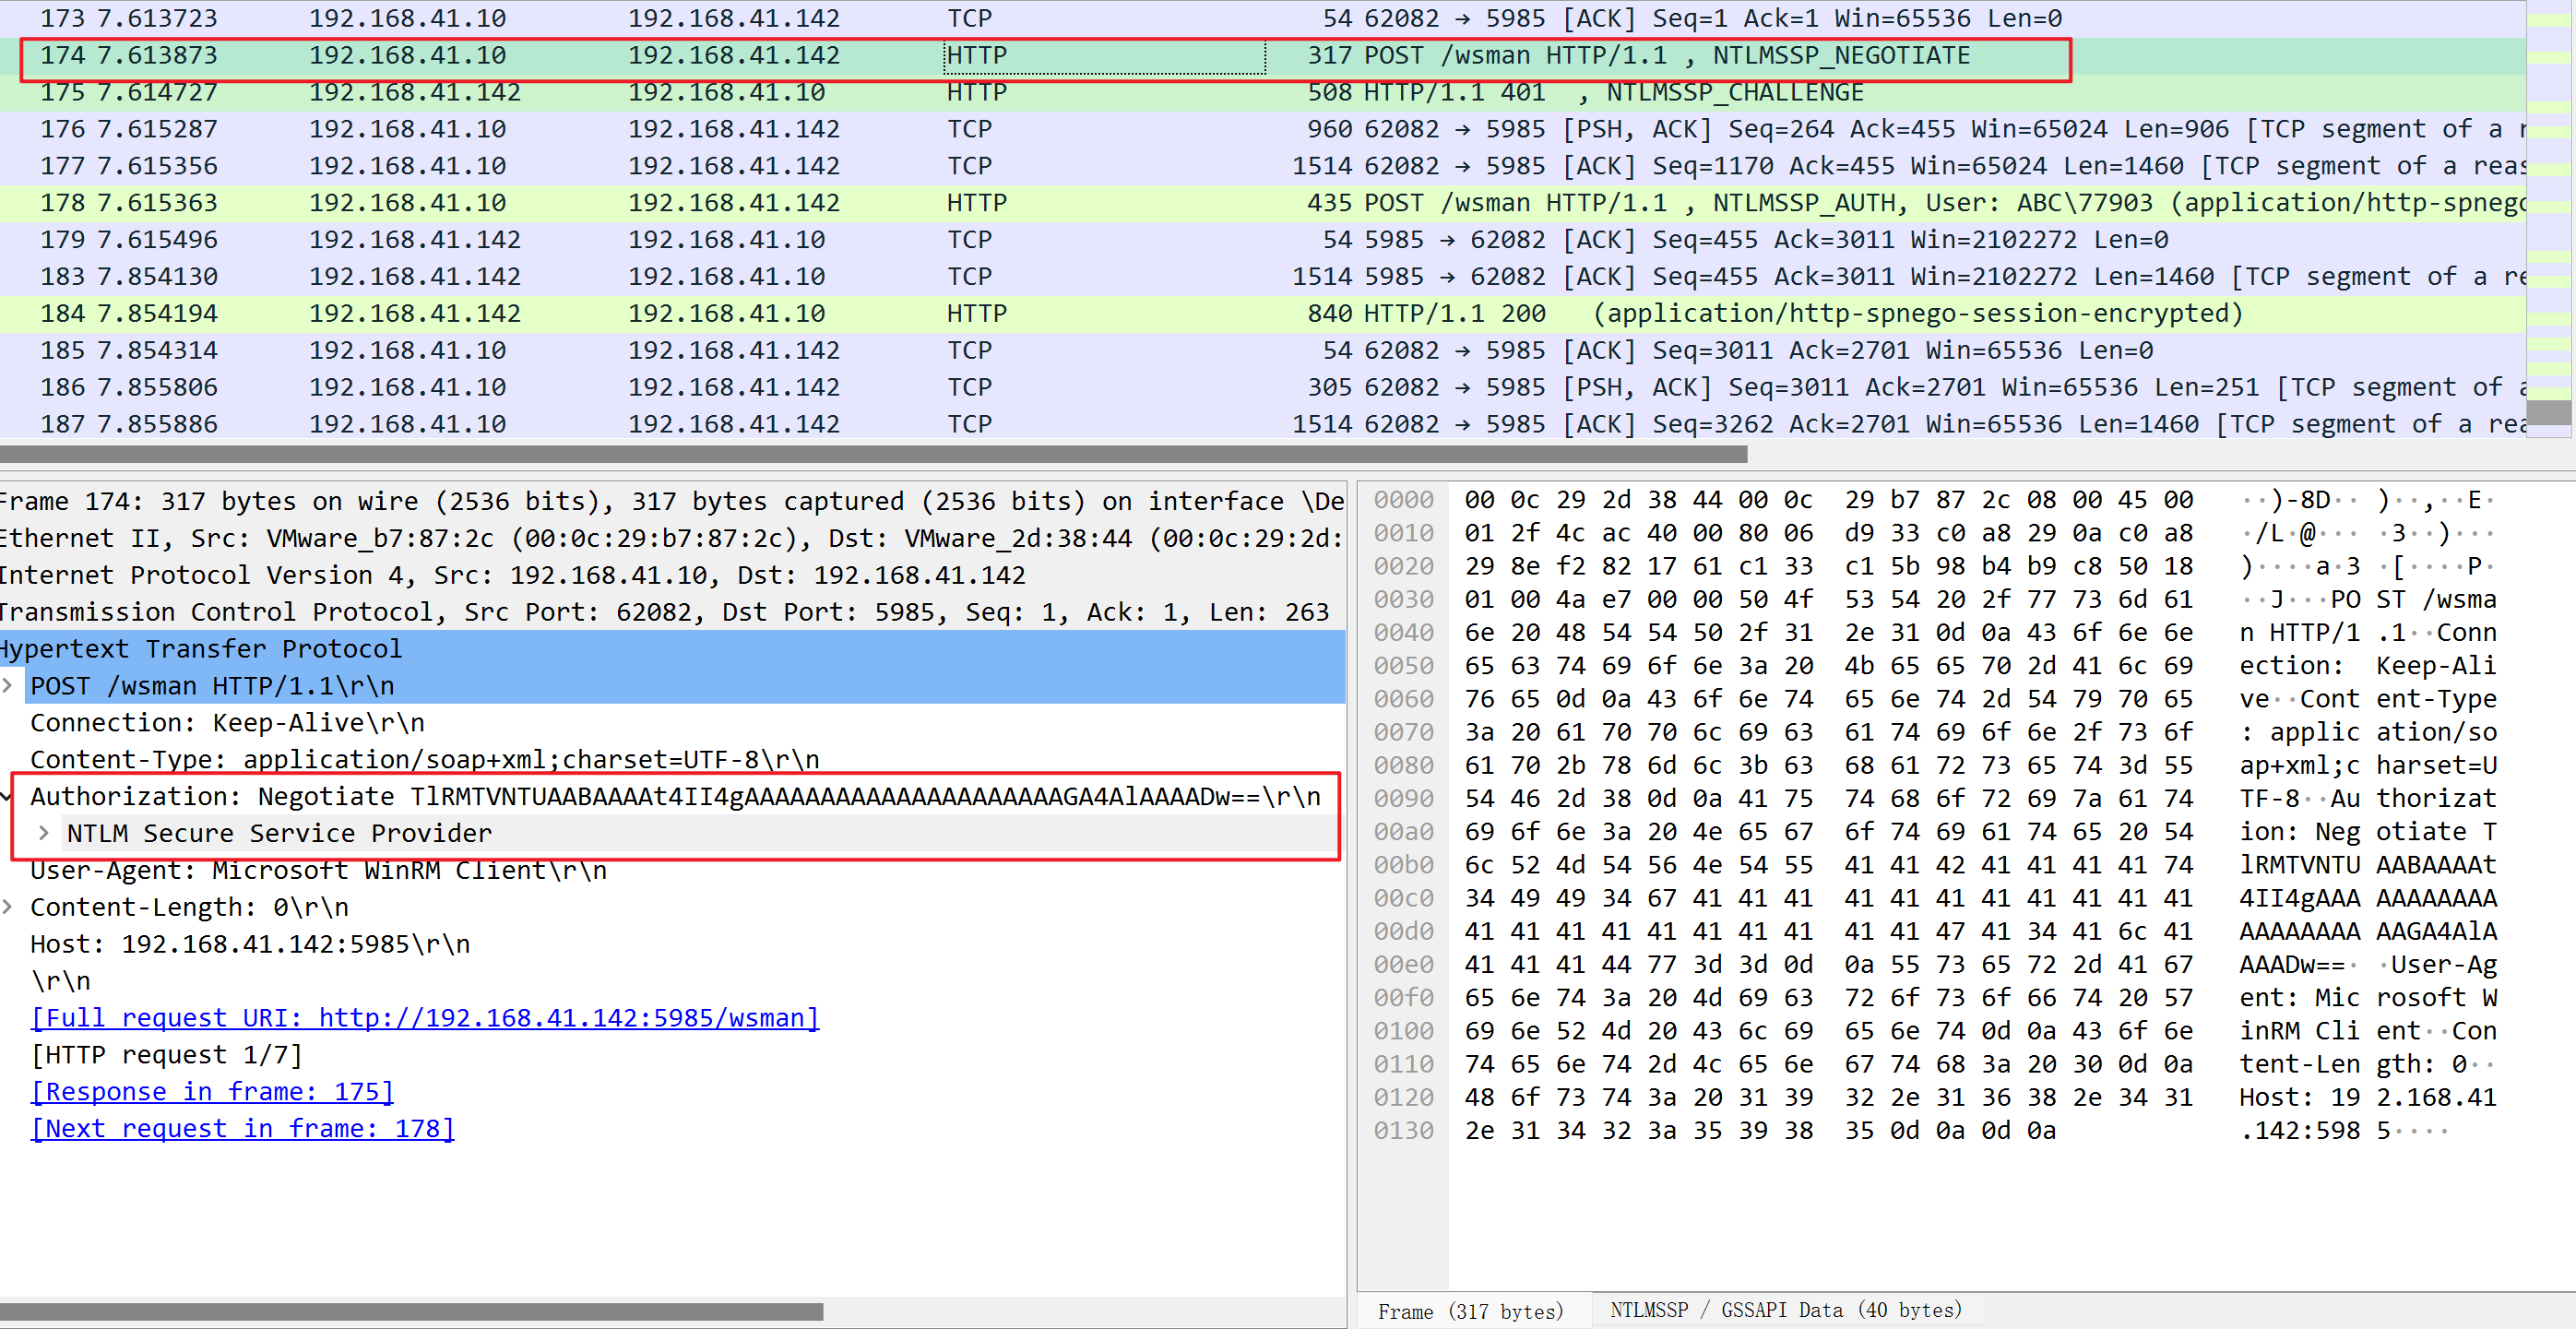 173 7.613723 192.168.41.10 192.168.41.142 TCP 54 62082 → 5985 [ACK] Seq=1 Ack=1 Win=65536 Len=0
174 7.613873 192.168.41.10 192.168.41.142 HTTP 317 POST /wsman HTTP/1.1 , NTLMSSP_NEGOTIATE
175 7.614727 192.168.41.142 192.168.41.10 HTTP 508 HTTP/1.1 401 , NTLMSSP_CHALLENGE
176 7.615287 192.168.41.10 192.168.41.142 TCP 960 62082 → 5985 [PSH, ACK] Seq=264 Ack=455 Win=65024 Len=906 [TCP segment of a
177 7.615356 192.168.41.10 192.168.41.142 TCP 1514 62082 → 5985 [ACK] Seq=1170 Ack=455 Win=65024 Len=1460 [TCP segment of a reas
178 7.615363 192.168.41.10 192.168.41.142 HTTP 435 POST /wsman HTTP/1.1 , NTLMSSP_AUTH, User: ABC\77903 (application/http-spnego
179 7.615496 192.168.41.142 192.168.41.10 TCP 54 5985 → 62082 [ACK] Seq=455 Ack=3011 Win=2102272 Len=0
183 7.854130 192.168.41.142 192.168.41.10 TCP 1514 5985 → 62082 [ACK] Seq=455 Ack=3011 Win=2102272 Len=1460 [TCP segment of a re
184 7.854194 192.168.41.142 192.168.41.10 HTTP 840 HTTP/1.1 200 (application/http-spnego-session-encrypted)
185 7.854314 192.168.41.10 192.168.41.142 TCP 54 62082 → 5985 [ACK] Seq=3011 Ack=2701 Win=65536 Len=0
186 7.855806 192.168.41.10 192.168.41.142 TCP 305 62082 → 5985 [PSH, ACK] Seq=3011 Ack=2701 Win=65536 Len=251 [TCP segment of a
187 7.855886 192.168.41.10 192.168.41.142 TCP 1514 62082 → 5985 [ACK] Seq=3262 Ack=2701 Win=65536 Len=1460 [TCP segment of a rea
Frame 174: 317 bytes on wire (2536 bits), 317 bytes captured (2536 bits) on interface \De
Ethernet II, Src: VMware_b7:87:2c (00:0c:29:b7:87:2c), Dst: VMware_2d:38:44 (00:0c:29:2d:
Internet Protocol Version 4, Src: 192.168.41.10, Dst: 192.168.41.142
Transmission Control Protocol, Src Port: 62082, Dst Port: 5985, Seq: 1, Ack: 1, Len: 263
Hypertext Transfer Protocol
POST /wsman HTTP/1.1\r\n
Connection: Keep-Alive\r\n
Content-Type: application/soap+xml;charset=UTF-8\r\n
Authorization: Negotiate TlRMTVNTUAABAAAAt4II4gAAAAAAAAAAAAAAAAAAAAAGA4AlAAAADw==\r\n
NTLM Secure Service Provider
User-Agent: Microsoft WinRM Client\r\n
Content-Length: 0\r\n
Host: 192.168.41.142:5985\r\n
\r\n
[Full request URI: http://192.168.41.142:5985/wsman]
[HTTP request 1/7]
[Response in frame: 175]
[Next request in frame: 178]
0000 00 0c 29 2d 38 44 00 0c 29 b7 87 2c 08 00 45 00 ··)-8D·· )··,··E·
0010 01 2f 4c ac 40 00 80 06 d9 33 c0 a8 29 0a c0 a8 ·/L·@··· ·3··)···
0020 29 8e f2 82 17 61 c1 33 c1 5b 98 b4 b9 c8 50 18 )····a·3 ·[····P·
0030 01 00 4a e7 00 00 50 4f 53 54 20 2f 77 73 6d 61 ··J···PO ST /wsma
0040 6e 20 48 54 54 50 2f 31 2e 31 0d 0a 43 6f 6e 6e n HTTP/1 .1··Conn
0050 65 63 74 69 6f 6e 3a 20 4b 65 65 70 2d 41 6c 69 ection: Keep-Ali
0060 76 65 0d 0a 43 6f 6e 74 65 6e 74 2d 54 79 70 65 ve··Cont ent-Type
0070 3a 20 61 70 70 6c 69 63 61 74 69 6f 6e 2f 73 6f : applic ation/so
0080 61 70 2b 78 6d 6c 3b 63 68 61 72 73 65 74 3d 55 ap+xml;c harset=U
0090 54 46 2d 38 0d 0a 41 75 74 68 6f 72 69 7a 61 74 TF-8··Au thorizat
00a0 69 6f 6e 3a 20 4e 65 67 6f 74 69 61 74 65 20 54 ion: Neg otiate T
00b0 6c 52 4d 54 56 4e 54 55 41 41 42 41 41 41 41 74 lRMTVNTU AABAAAAt
00c0 34 49 49 34 67 41 41 41 41 41 41 41 41 41 41 41 4II4gAAA AAAAAAAA
00d0 41 41 41 41 41 41 41 41 41 41 47 41 34 41 6c 41 AAAAAAAA AAGA4AlA
00e0 41 41 41 44 77 3d 3d 0d 0a 55 73 65 72 2d 41 67 AAADw==· ·User-Ag
00f0 65 6e 74 3a 20 4d 69 63 72 6f 73 6f 66 74 20 57 ent: Mic rosoft W
0100 69 6e 52 4d 20 43 6c 69 65 6e 74 0d 0a 43 6f 6e inRM Cli ent··Con
0110 74 65 6e 74 2d 4c 65 6e 67 74 68 3a 20 30 0d 0a tent-Len gth: 0··
0120 48 6f 73 74 3a 20 31 39 32 2e 31 36 38 2e 34 31 Host: 19 2.168.41
0130 2e 31 34 32 3a 35 39 38 35 0d 0a 0d 0a .142:598 5····
Frame (317 bytes) NTLMSSP / GSSAPI Data (40 bytes)